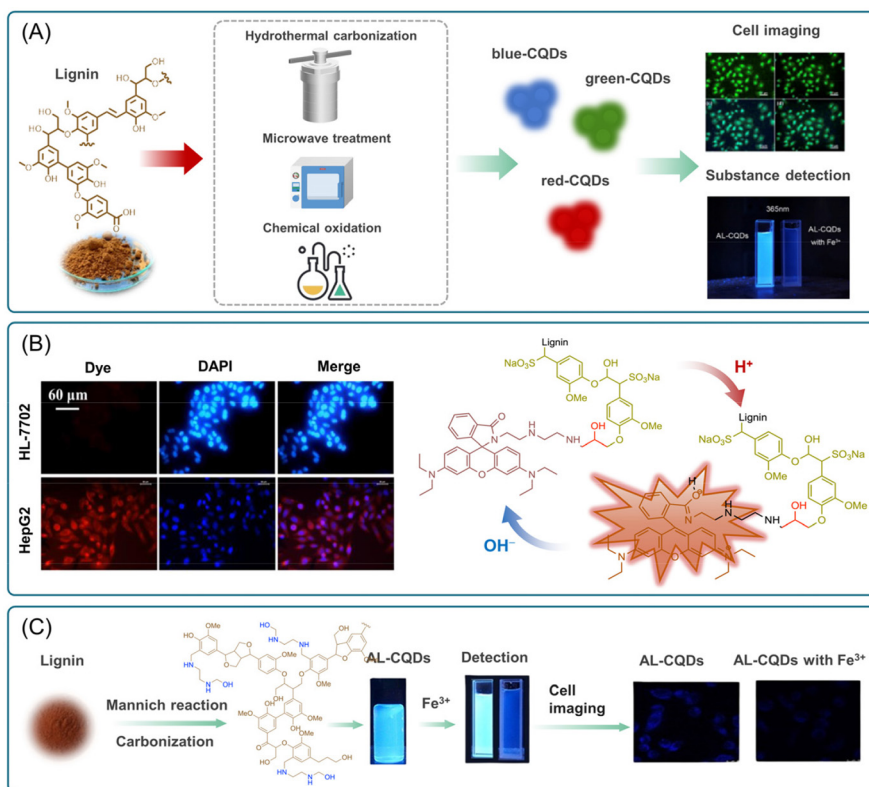 (A)
Lignin
Hydrothermal carbonization
Microwave treatment
Chemical oxidation
blue-CQDs
green-CQDs
red-CQDs
Cell imaging
Substance detection
365nm
AL-CQDs
AL-CQDs
with Fe³⁺
(B)
Dye
DAPI
Merge
60 µm
HL-7702
HepG2
Lignin
SO₃Na
NaO₃S
OH
O
OMe
OMe
O
OH
O
N
H
N
NH
N
O
N
H⁺
OH⁻
Lignin
NaO₃S
OH
SO₃Na
O
OMe
OMe
O
OH
H
O
N
H
N
NH
N
O
N
(C)
Lignin
Mannich reaction
Carbonization
AL-CQDs
Fe³⁺
Detection
Cell
imaging
AL-CQDs
AL-CQDs with Fe³⁺